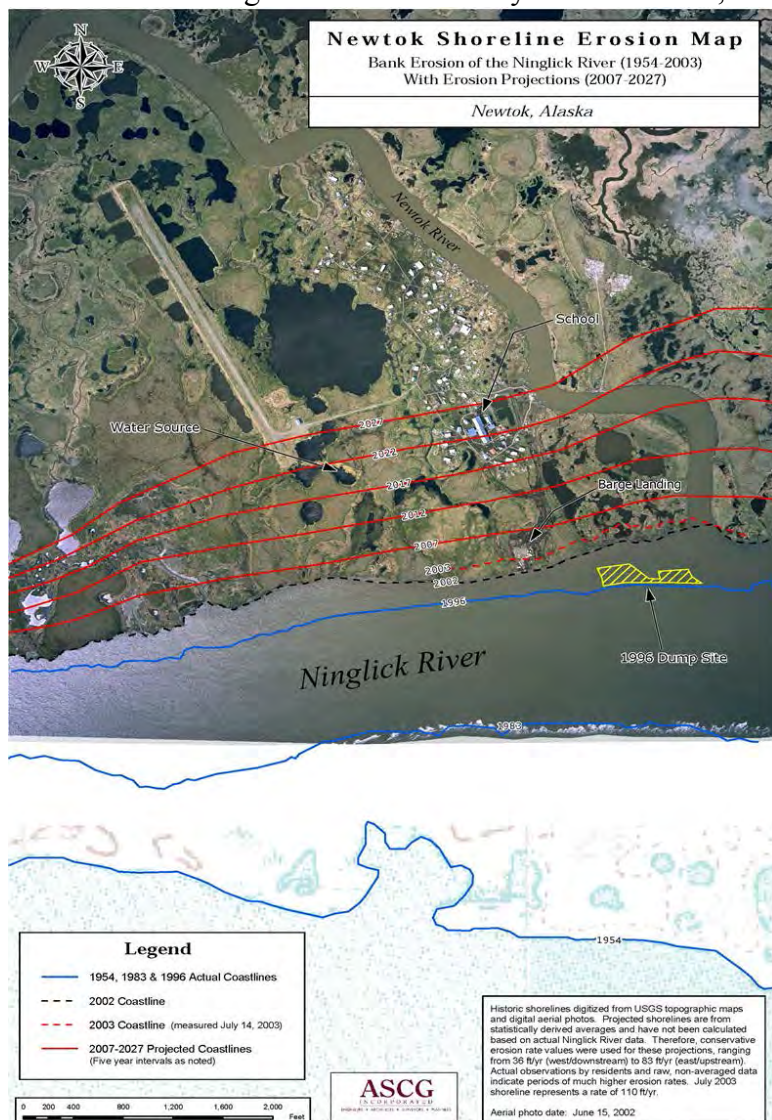 Newtok Shoreline Erosion Map
Bank Erosion of the Ninglick River (1954-2003)
With Erosion Projections (2007-2027)
Newtok, Alaska
N
W E
S
Newtok River
School
Water Source
2027
2022
2017
Barge Landing
2012
2007
2003
2002
1996
1996 Dump Site
Ninglick River
1983
1954
Legend
1954, 1983 & 1996 Actual Coastlines
2002 Coastline
2003 Coastline (measured July 14, 2003)
2007-2027 Projected Coastlines
(Five year intervals as noted)
0 200 400 800 1,200 1,600 2,000
Feet
ASCG
INCORPORATED
Historic shorelines digitized from USGS topographic maps
and digital aerial photos. Projected shorelines are from
statistically derived averages and have not been calculated
based on actual Ninglick River data. Therefore, conservative
erosion rate values were used for these projections, ranging
from 36 ft/yr (west/downstream) to 83 ft/yr (east/upstream).
Actual observations by residents and raw, non-averaged data
indicate periods of much higher erosion rates. July 2003
shoreline represents a rate of 110 ft/yr.
Aerial photo date: June 15, 2002